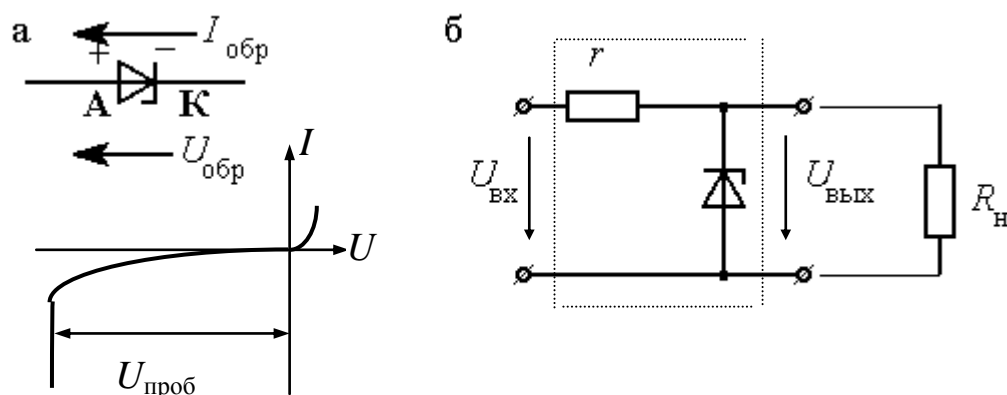 а
I обр
+ −
А К
U обр
I
U
U проб
б
r
U вх
U вых
R н